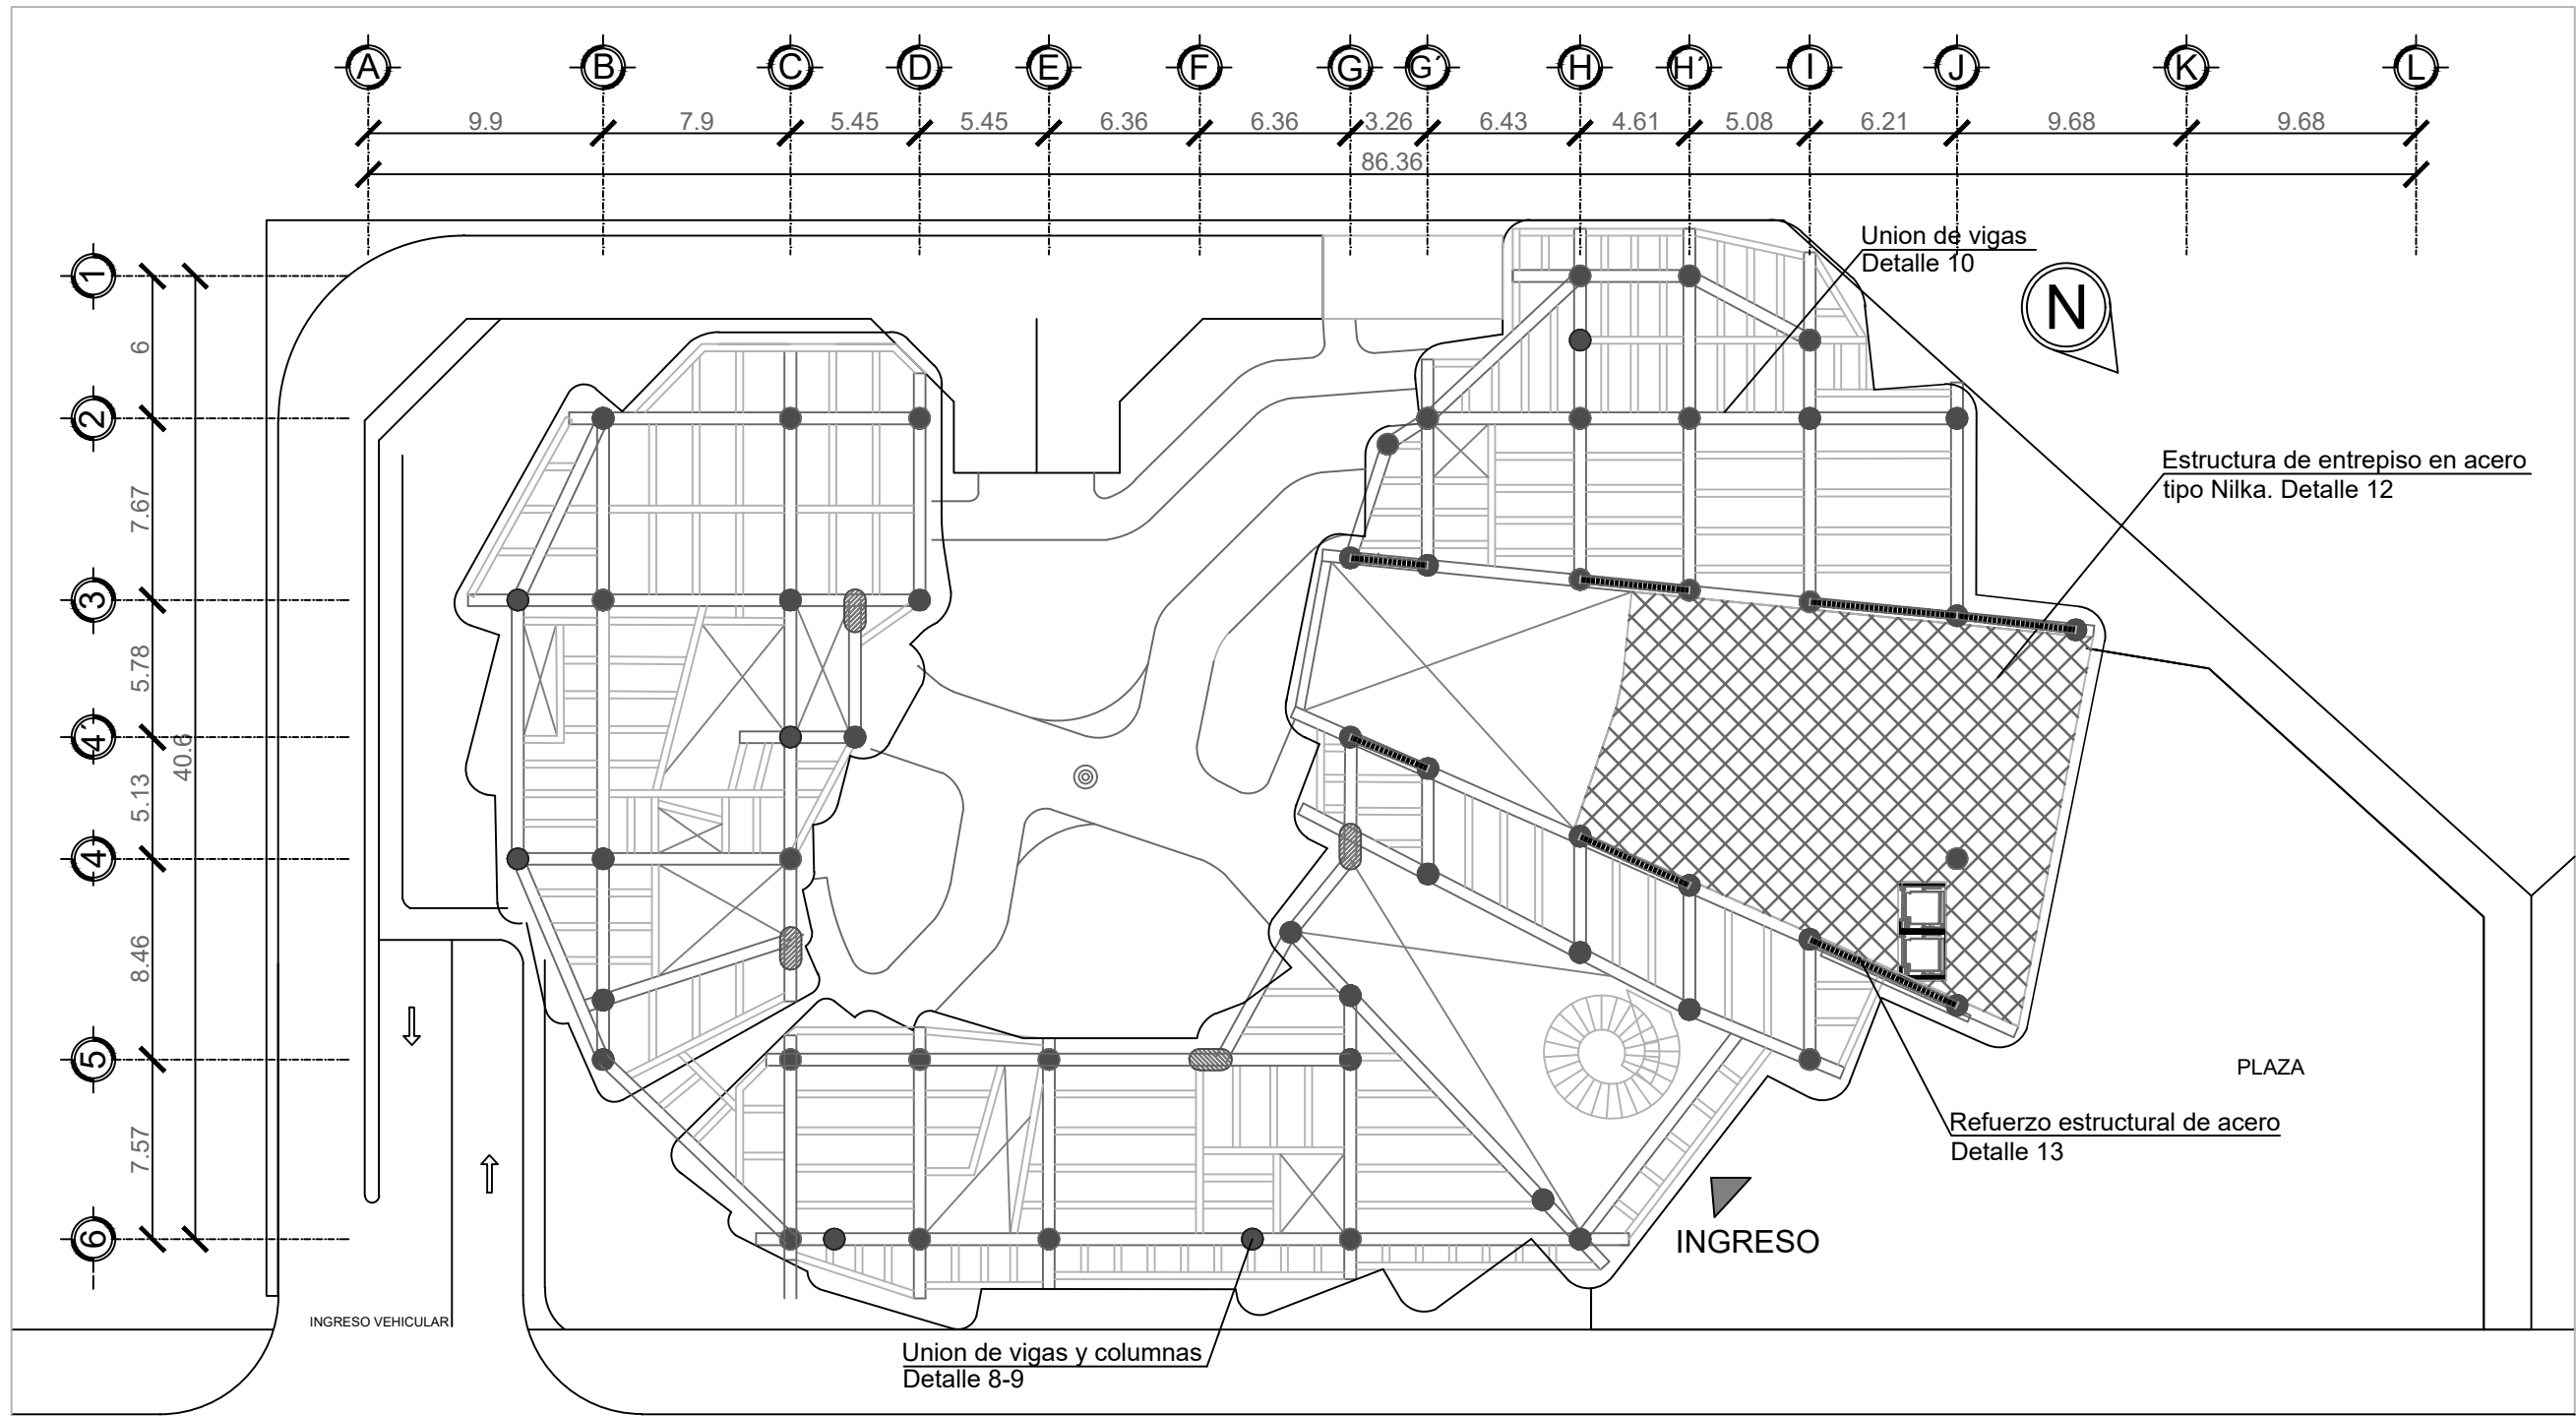 A B C D E F G G´ H H´ I J K L
9.9 7.9 5.45 5.45 6.36 6.36 3.26 6.43 4.61 5.08 6.21 9.68 9.68
86.36
1
6
2
7.67
3
5.78
4´
40.6
5.13
4
8.46
5
7.57
6
Union de vigas
Detalle 10
N
Estructura de entrepiso en acero
tipo Nilka. Detalle 12
PLAZA
Refuerzo estructural de acero
Detalle 13
INGRESO
INGRESO VEHICULAR
Union de vigas y columnas
Detalle 8-9